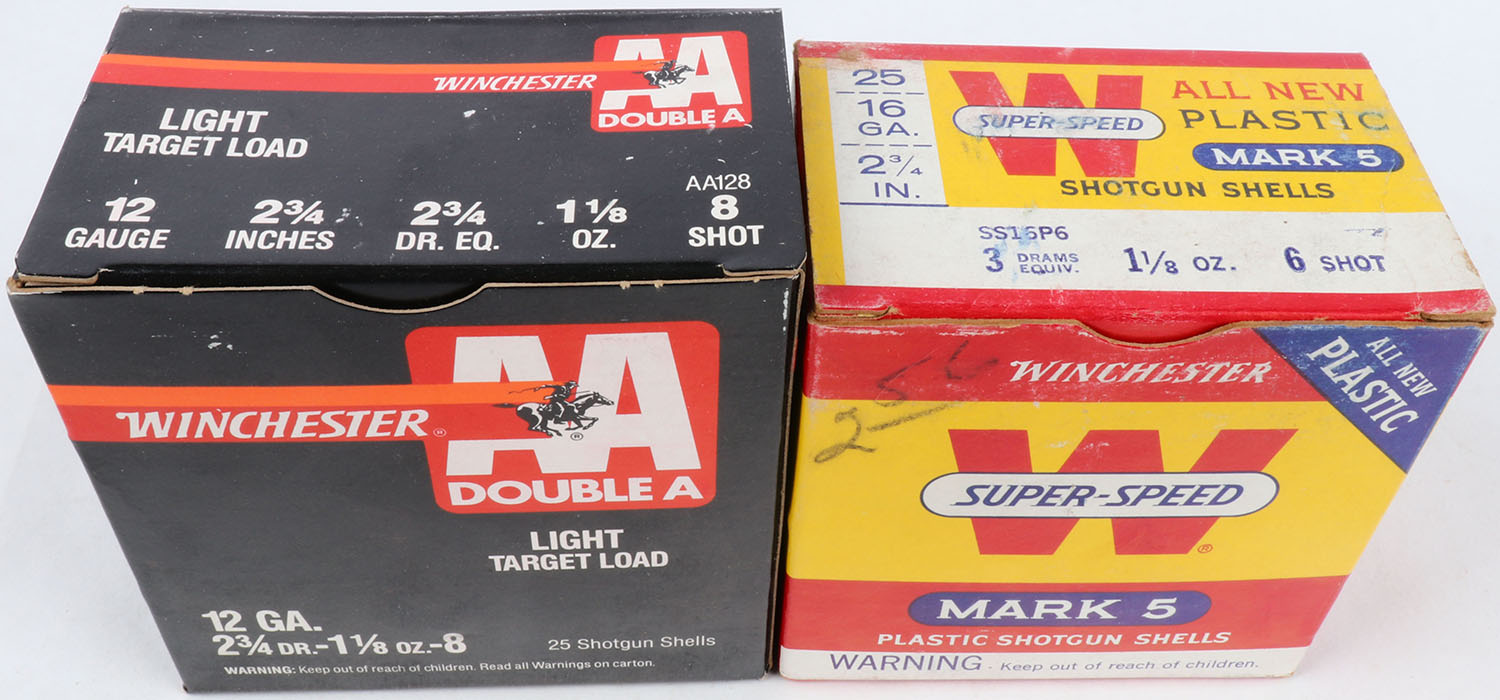 WINCHESTER
AA
DOUBLE A
LIGHT
TARGET LOAD
AA128
12 2¾ 2¾ 1⅛ 8
GAUGE INCHES DR. EQ. OZ. SHOT
AA
WINCHESTER®
®
DOUBLE A
LIGHT
TARGET LOAD
12 GA.
2¾ DR.-1⅛ OZ.-8
25 Shotgun Shells
WARNING: Keep out of reach of children. Read all Warnings on carton.
25
16
GA.
2¾
IN.
W
SUPER-SPEED
ALL NEW
PLASTIC
MARK 5
SHOTGUN SHELLS
SS16P6
3 DRAMS EQUIV. 1⅛ OZ. 6 SHOT
WINCHESTER
ALL NEW
PLASTIC
W
SUPER-SPEED
®
MARK 5
PLASTIC SHOTGUN SHELLS
WARNING - Keep out of reach of children.